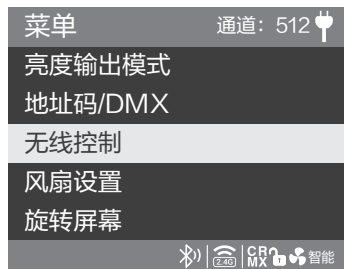 菜单 通道：512
亮度输出模式
地址码/DMX
无线控制
风扇设置
旋转屏幕
2.4G CRMX 智能